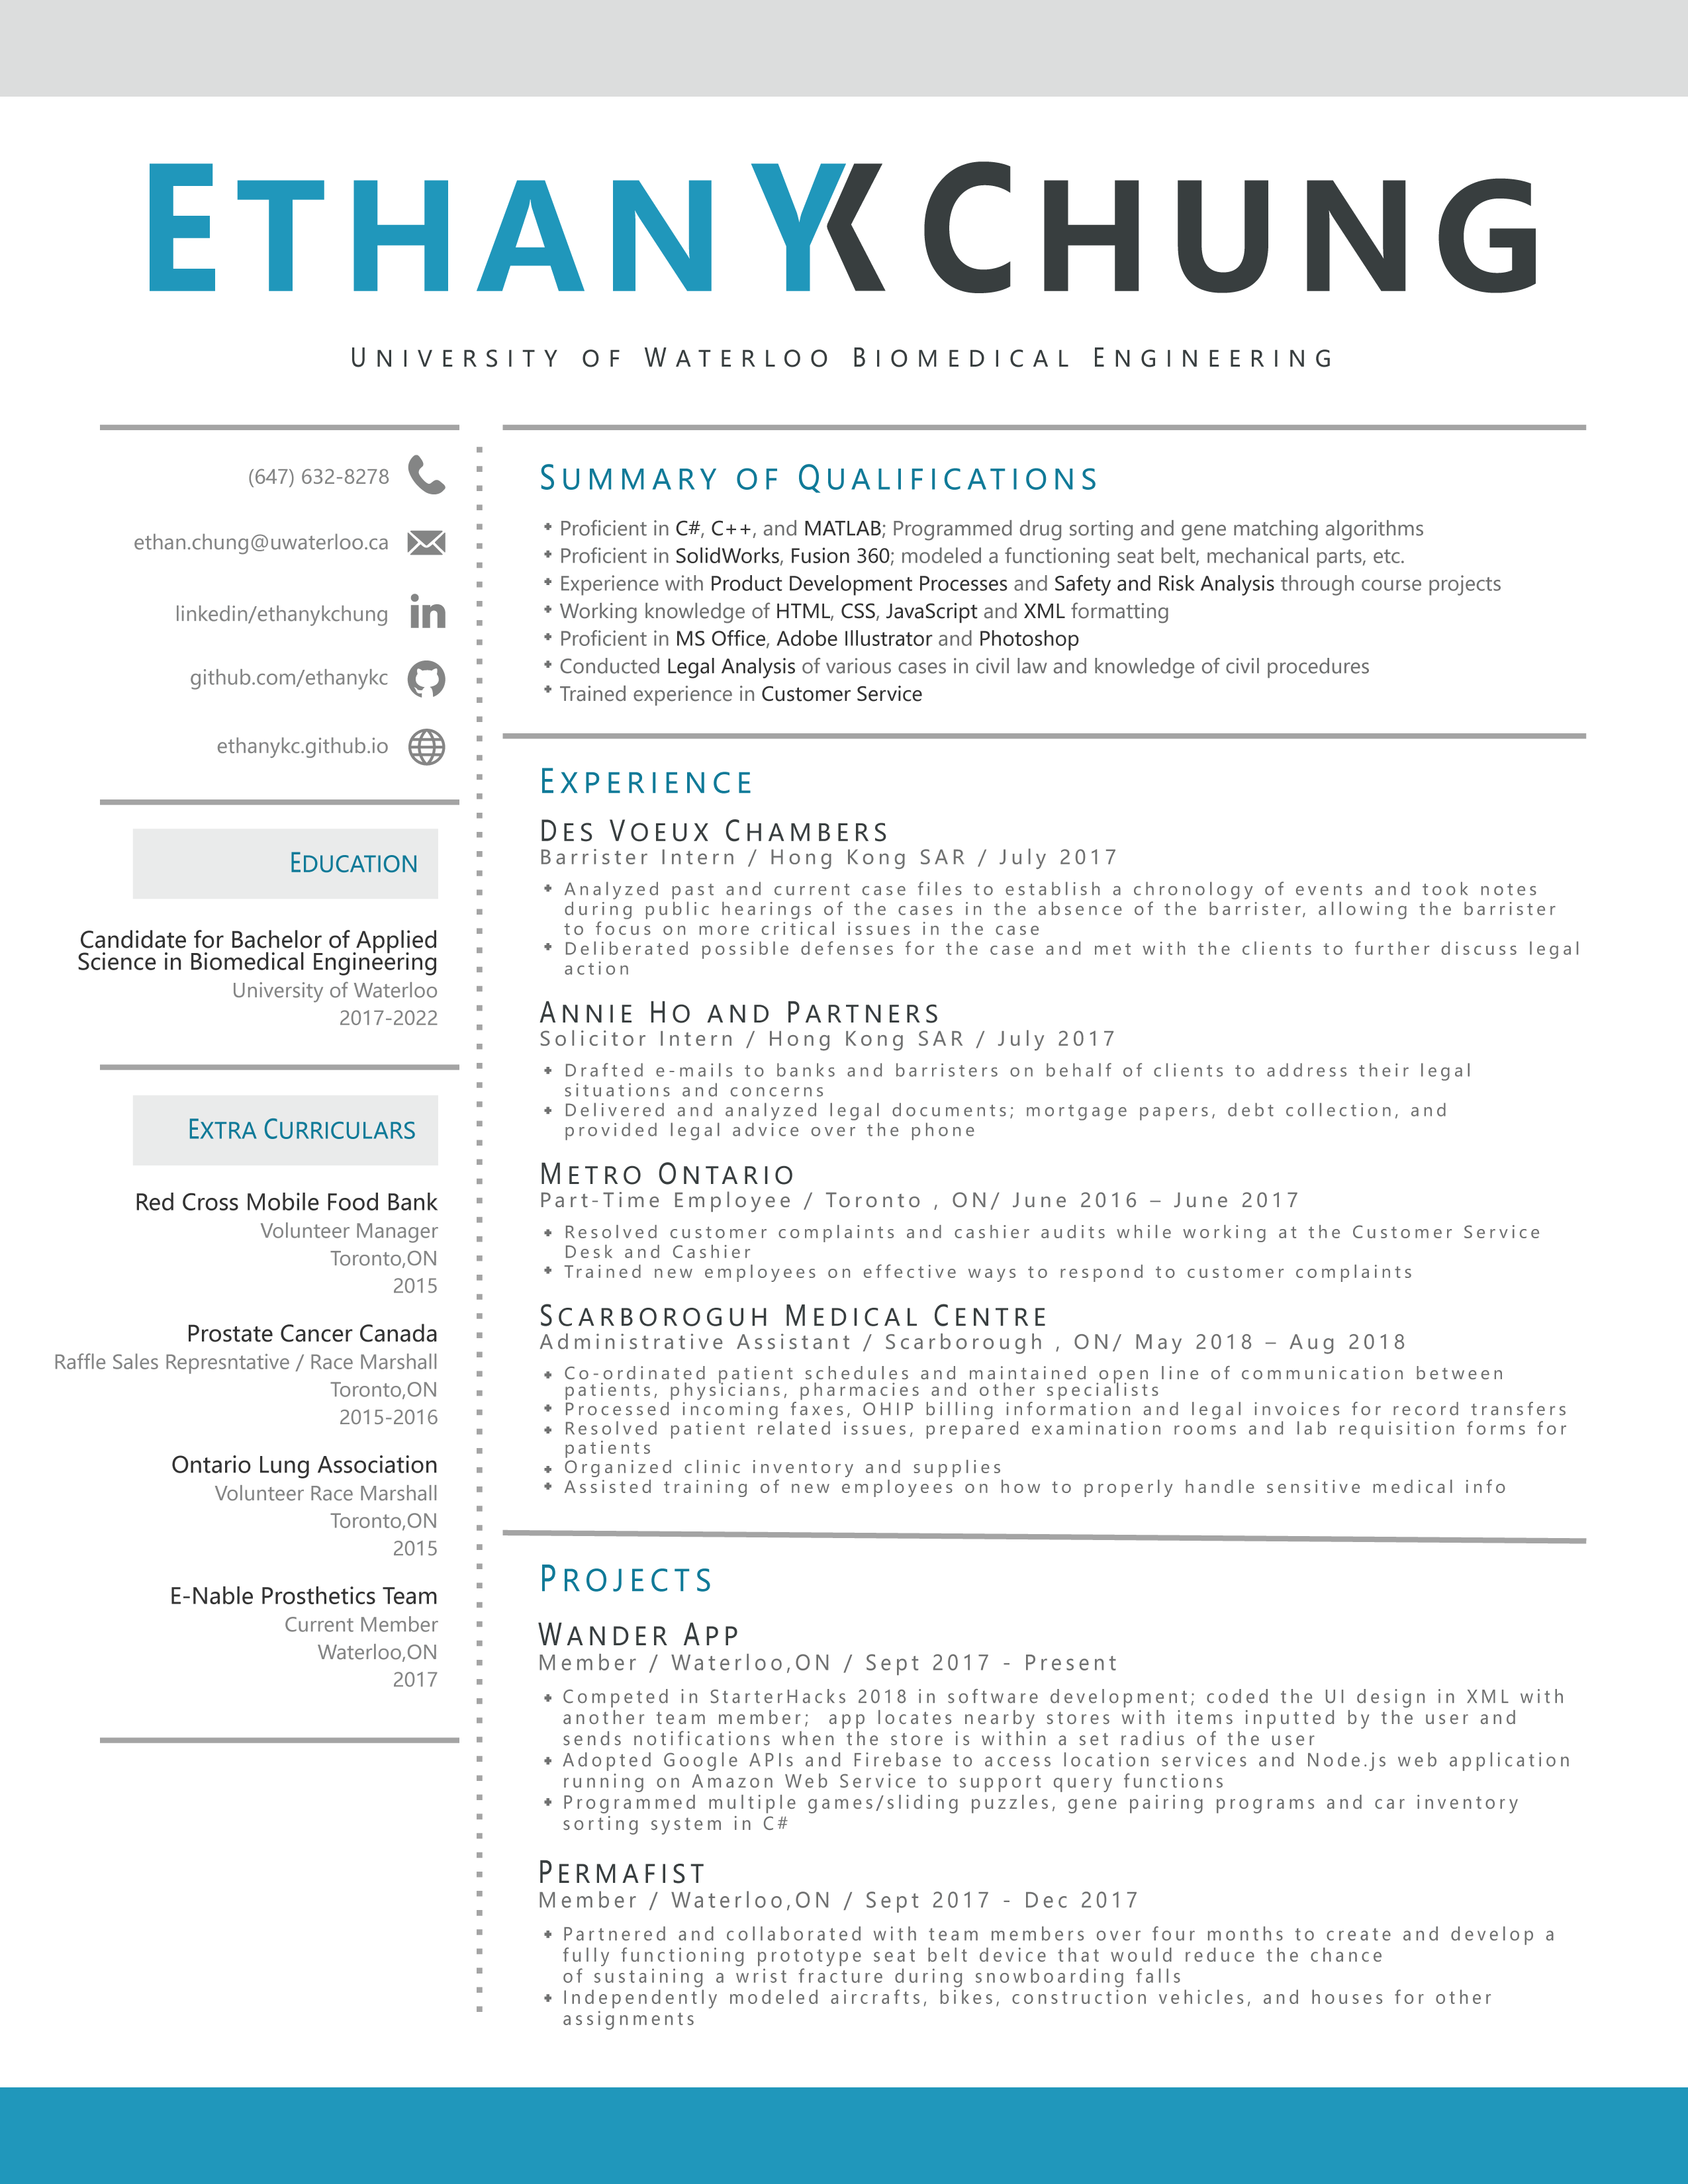 ETHAN YK CHUNG
UNIVERSITY OF WATERLOO BIOMEDICAL ENGINEERING
(647) 632-8278
ethan.chung@uwaterloo.ca
linkedin/ethanykchung
github.com/ethanykc
ethanykc.github.io
EDUCATION
Candidate for Bachelor of Applied
Science in Biomedical Engineering
University of Waterloo
2017-2022
EXTRA CURRICULARS
Red Cross Mobile Food Bank
Volunteer Manager
Toronto,ON
2015
Prostate Cancer Canada
Raffle Sales Represntative / Race Marshall
Toronto,ON
2015-2016
Ontario Lung Association
Volunteer Race Marshall
Toronto,ON
2015
E-Nable Prosthetics Team
Current Member
Waterloo,ON
2017
SUMMARY OF QUALIFICATIONS
Proficient in C#, C++, and MATLAB; Programmed drug sorting and gene matching algorithms
Proficient in SolidWorks, Fusion 360; modeled a functioning seat belt, mechanical parts, etc.
Experience with Product Development Processes and Safety and Risk Analysis through course projects
Working knowledge of HTML, CSS, JavaScript and XML formatting
Proficient in MS Office, Adobe Illustrator and Photoshop
Conducted Legal Analysis of various cases in civil law and knowledge of civil procedures
Trained experience in Customer Service
EXPERIENCE
DES VOEUX CHAMBERS
Barrister Intern / Hong Kong SAR / July 2017
Analyzed past and current case files to establish a chronology of events and took notes
during public hearings of the cases in the absence of the barrister, allowing the barrister
to focus on more critical issues in the case
Deliberated possible defenses for the case and met with the clients to further discuss legal
action
ANNIE HO AND PARTNERS
Solicitor Intern / Hong Kong SAR / July 2017
Drafted e-mails to banks and barristers on behalf of clients to address their legal
situations and concerns
Delivered and analyzed legal documents; mortgage papers, debt collection, and
provided legal advice over the phone
METRO ONTARIO
Part-Time Employee / Toronto , ON/ June 2016 – June 2017
Resolved customer complaints and cashier audits while working at the Customer Service
Desk and Cashier
Trained new employees on effective ways to respond to customer complaints
SCARBOROGUH MEDICAL CENTRE
Administrative Assistant / Scarborough , ON/ May 2018 – Aug 2018
Co-ordinated patient schedules and maintained open line of communication between
patients, physicians, pharmacies and other specialists
Processed incoming faxes, OHIP billing information and legal invoices for record transfers
Resolved patient related issues, prepared examination rooms and lab requisition forms for
patients
Organized clinic inventory and supplies
Assisted training of new employees on how to properly handle sensitive medical info
PROJECTS
WANDER APP
Member / Waterloo,ON / Sept 2017 - Present
Competed in StarterHacks 2018 in software development; coded the UI design in XML with
another team member;  app locates nearby stores with items inputted by the user and
sends notifications when the store is within a set radius of the user
Adopted Google APIs and Firebase to access location services and Node.js web application
running on Amazon Web Service to support query functions
Programmed multiple games/sliding puzzles, gene pairing programs and car inventory
sorting system in C#
PERMAFIST
Member / Waterloo,ON / Sept 2017 - Dec 2017
Partnered and collaborated with team members over four months to create and develop a
fully functioning prototype seat belt device that would reduce the chance
of sustaining a wrist fracture during snowboarding falls
Independently modeled aircrafts, bikes, construction vehicles, and houses for other
assignments